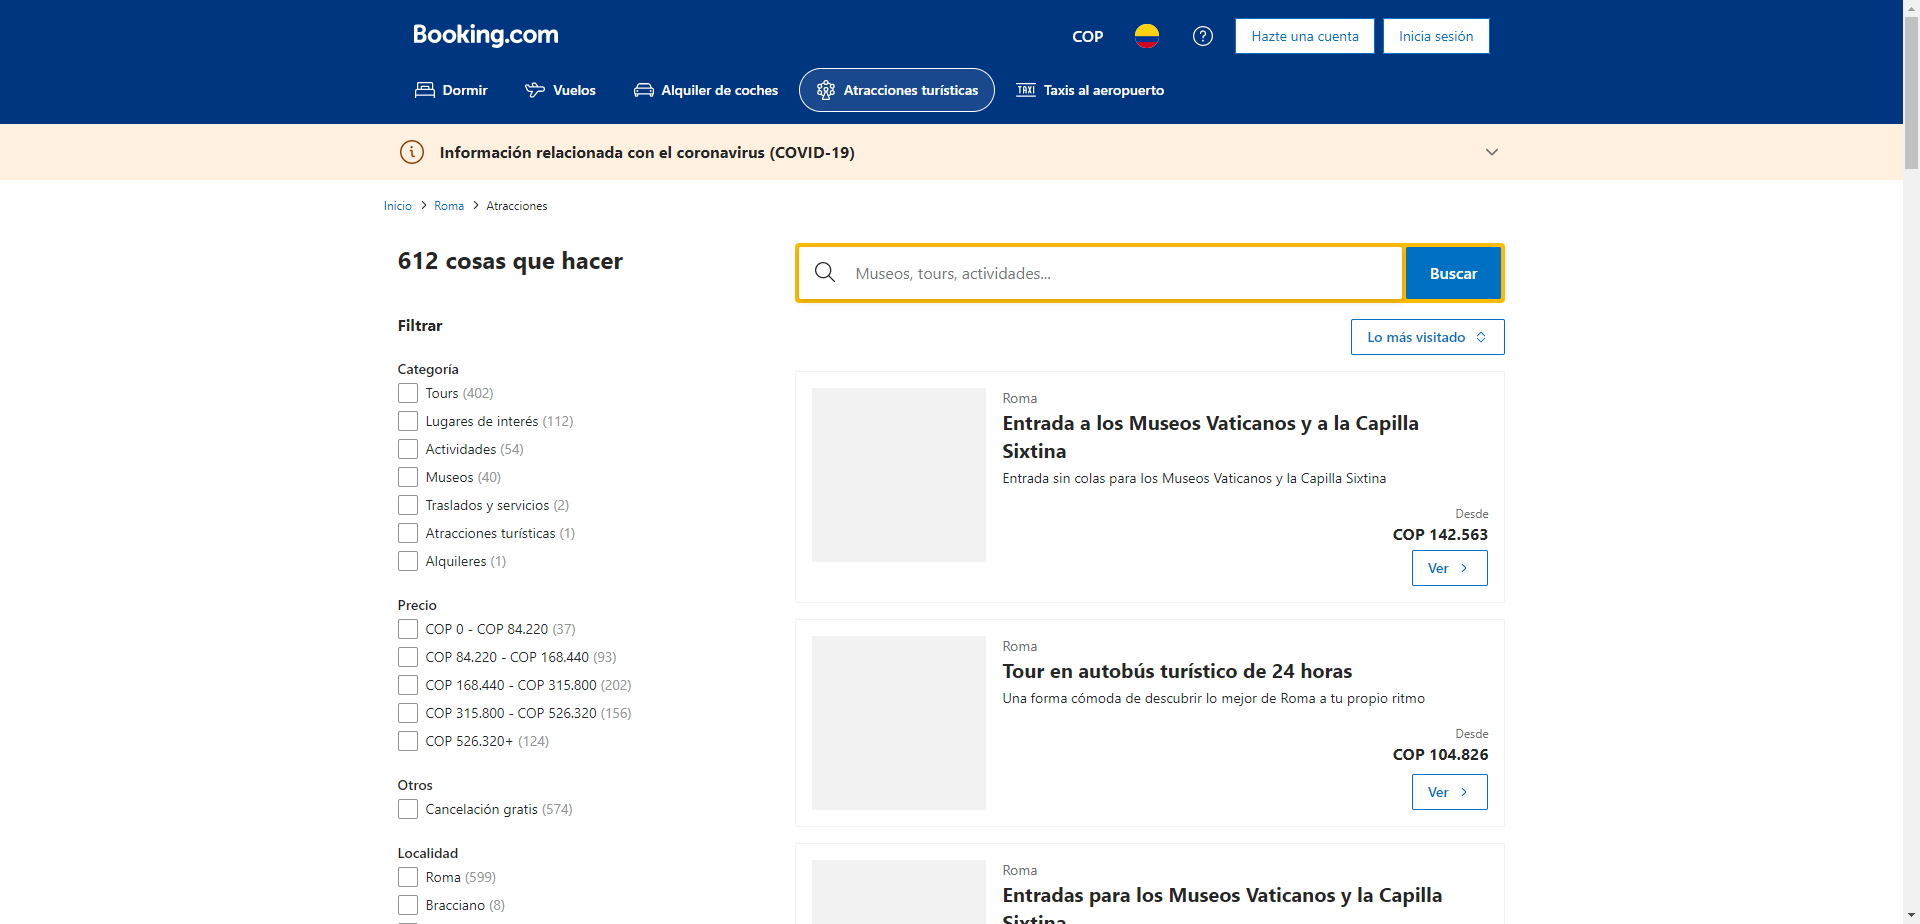 Booking.com
COP
Hazte una cuenta
Inicia sesión
Dormir
Vuelos
Alquiler de coches
Atracciones turísticas
TAXI
Taxis al aeropuerto
Información relacionada con el coronavirus (COVID-19)
Inicio > Roma > Atracciones
612 cosas que hacer
Museos, tours, actividades...
Buscar
Lo más visitado
Filtrar
Categoría
Tours (402)
Lugares de interés (112)
Actividades (54)
Museos (40)
Traslados y servicios (2)
Atracciones turísticas (1)
Alquileres (1)
Precio
COP 0 - COP 84.220 (37)
COP 84.220 - COP 168.440 (93)
COP 168.440 - COP 315.800 (202)
COP 315.800 - COP 526.320 (156)
COP 526.320+ (124)
Otros
Cancelación gratis (574)
Localidad
Roma (599)
Bracciano (8)
Roma
Entrada a los Museos Vaticanos y a la Capilla
Sixtina
Entrada sin colas para los Museos Vaticanos y la Capilla Sixtina
Desde
COP 142.563
Ver
Roma
Tour en autobús turístico de 24 horas
Una forma cómoda de descubrir lo mejor de Roma a tu propio ritmo
Desde
COP 104.826
Ver
Roma
Entradas para los Museos Vaticanos y la Capilla
Sixtina